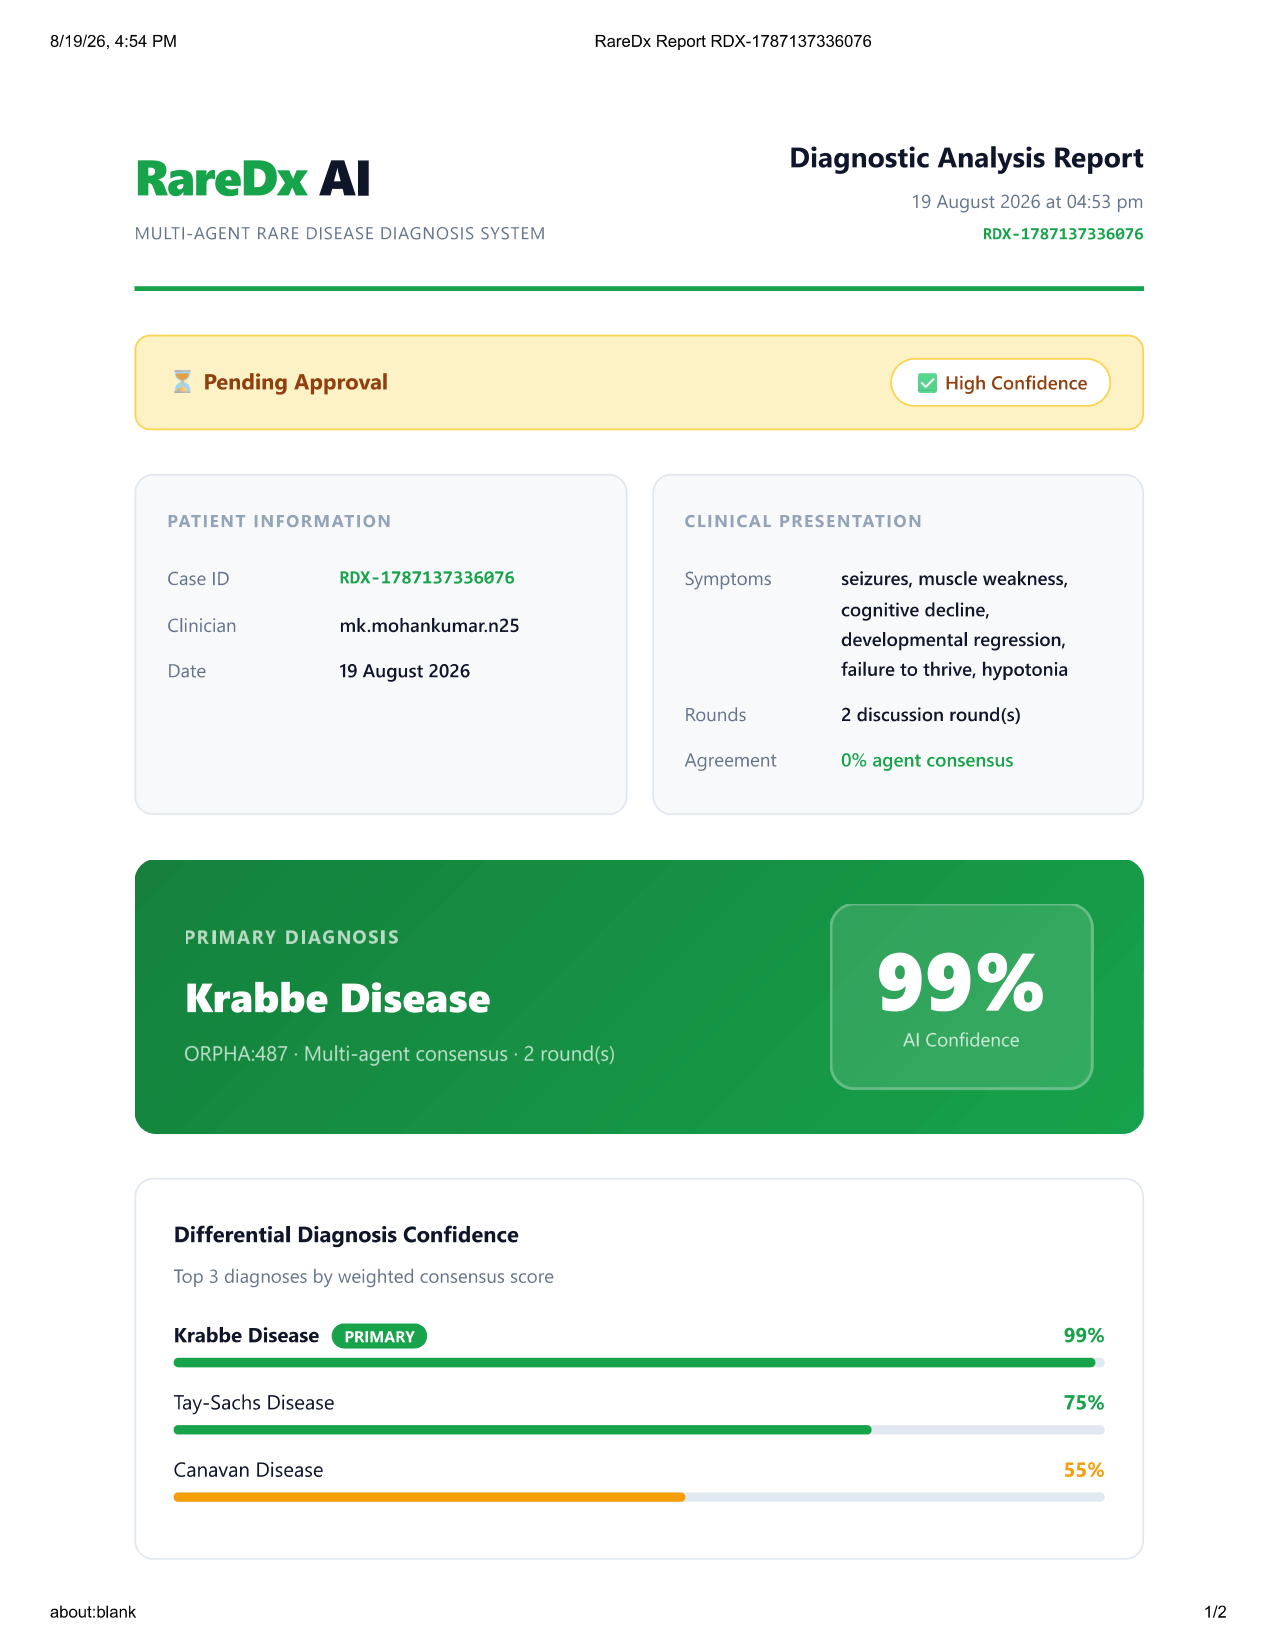 8/19/26, 4:54 PM
RareDx Report RDX-1787137336076
RareDx AI
MULTI-AGENT RARE DISEASE DIAGNOSIS SYSTEM
Diagnostic Analysis Report
19 August 2026 at 04:53 pm
RDX-1787137336076
⏳ Pending Approval
✅ High Confidence
PATIENT INFORMATION
Case ID RDX-1787137336076
Clinician mk.mohankumar.n25
Date 19 August 2026
CLINICAL PRESENTATION
Symptoms seizures, muscle weakness,
cognitive decline,
developmental regression,
failure to thrive, hypotonia
Rounds 2 discussion round(s)
Agreement 0% agent consensus
PRIMARY DIAGNOSIS
Krabbe Disease
ORPHA:487 · Multi-agent consensus · 2 round(s)
99%
AI Confidence
Differential Diagnosis Confidence
Top 3 diagnoses by weighted consensus score
Krabbe Disease PRIMARY 99%
Tay-Sachs Disease 75%
Canavan Disease 55%
about:blank
1/2